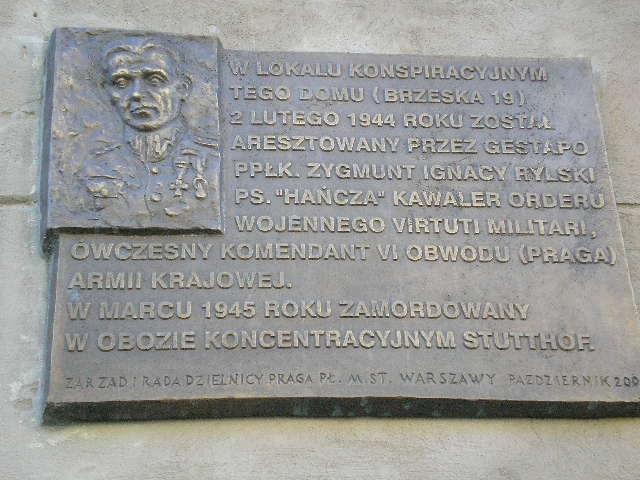 W LOKALU KONSPIRACYJNYM
TEGO DOMU (BRZESKA 19)
2 LUTEGO 1944 ROKU ZOSTAŁ
ARESZTOWANY PRZEZ GESTAPO
PPŁK. ZYGMUNT IGNACY RYLSKI
PS. "HAŃCZA" KAWALER ORDERU
WOJENNEGO VIRTUTI MILITARI,
ÓWCZESNY KOMENDANT VI OBWODU (PRAGA)
ARMII KRAJOWEJ.
W MARCU 1945 ROKU ZAMORDOWANY
W OBOZIE KONCENTRACYJNYM STUTTHOF.
ZARZĄD I RADA DZIELNICY PRAGA PŁ. M. ST. WARSZAWY PAŹDZIERNIK